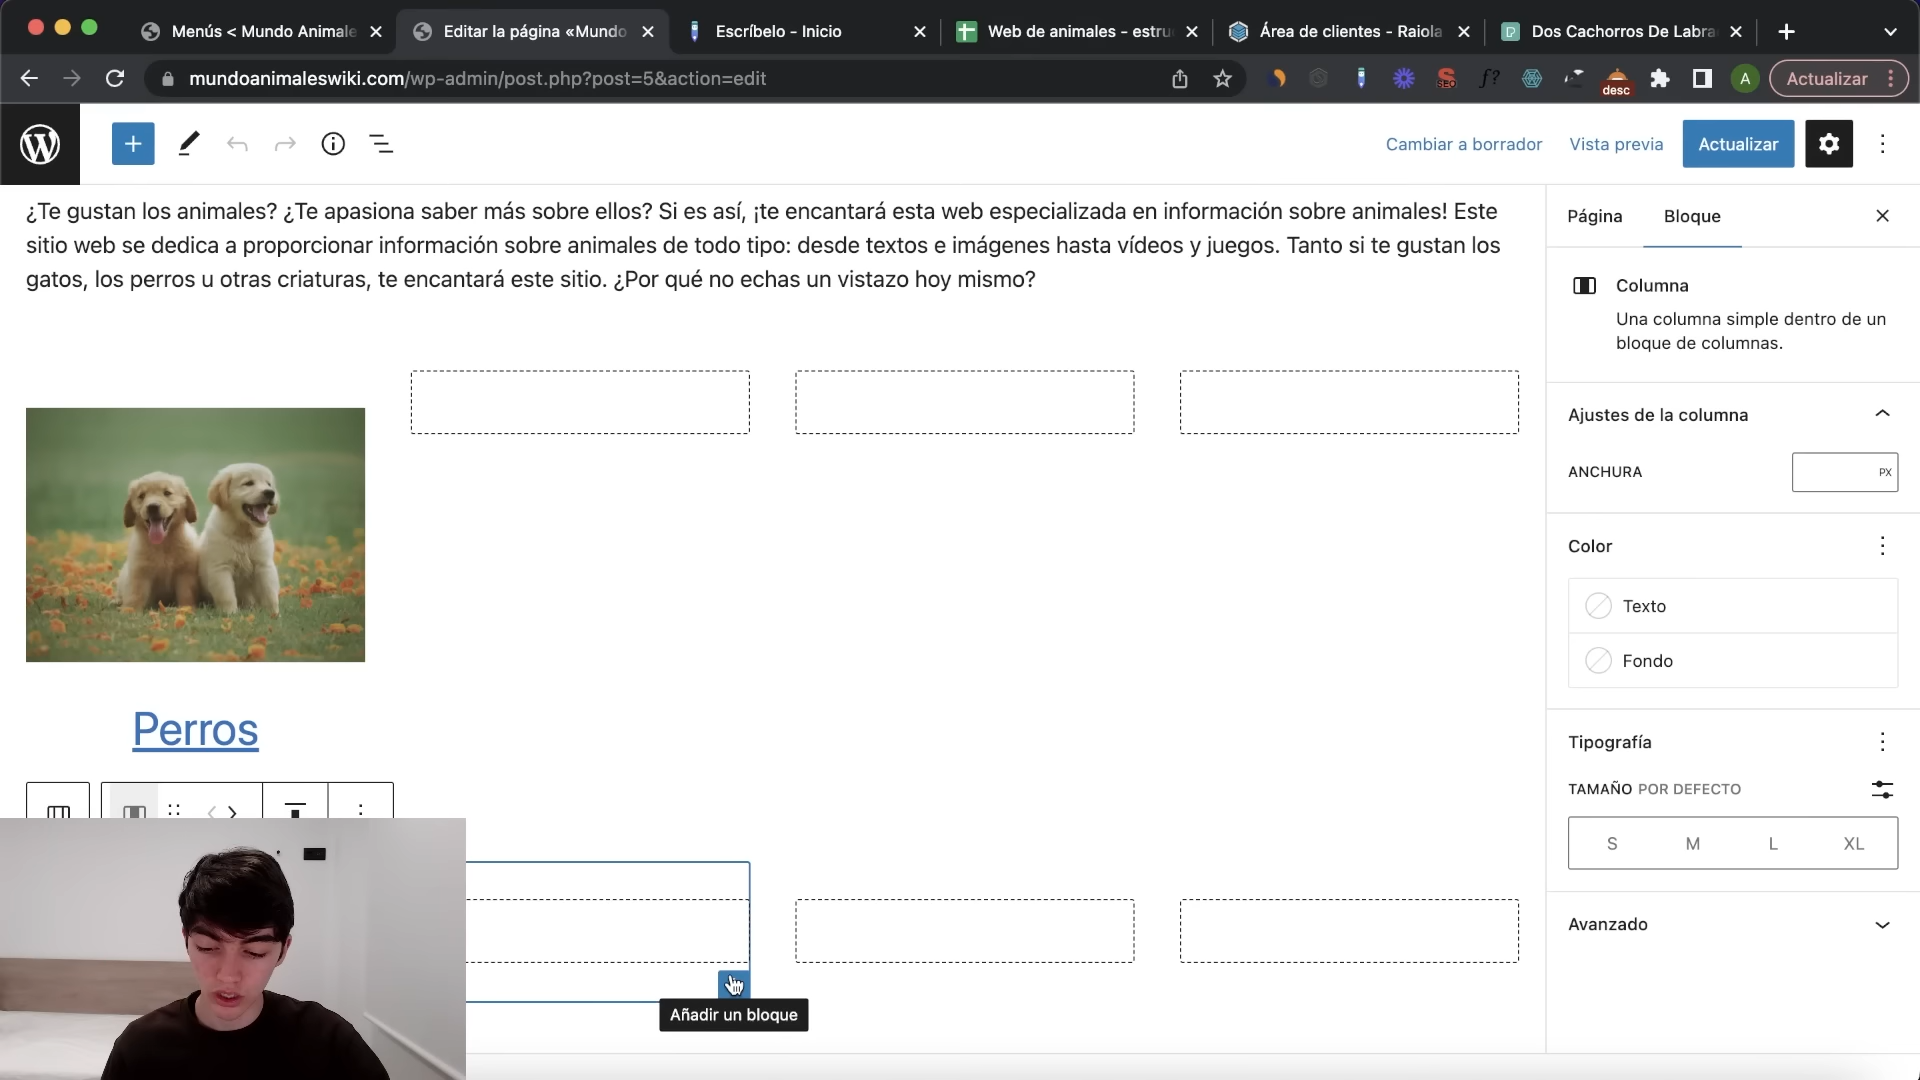 Menús < Mundo Animale
Editar la página «Mundo
Escríbelo - Inicio
Web de animales - estru
Área de clientes - Raiola
Dos Cachorros De Labra
mundoanimaleswiki.com/wp-admin/post.php?post=5&action=edit
SEO
f?
desc
A
Actualizar
Cambiar a borrador
Vista previa
Actualizar
¿Te gustan los animales? ¿Te apasiona saber más sobre ellos? Si es así, ¡te encantará esta web especializada en información sobre animales! Este
sitio web se dedica a proporcionar información sobre animales de todo tipo: desde textos e imágenes hasta vídeos y juegos. Tanto si te gustan los
gatos, los perros u otras criaturas, te encantará este sitio. ¿Por qué no echas un vistazo hoy mismo?
Perros
Añadir un bloque
Página
Bloque
Columna
Una columna simple dentro de un
bloque de columnas.
Ajustes de la columna
ANCHURA
PX
Color
Texto
Fondo
Tipografía
TAMAÑO POR DEFECTO
S M L XL
Avanzado